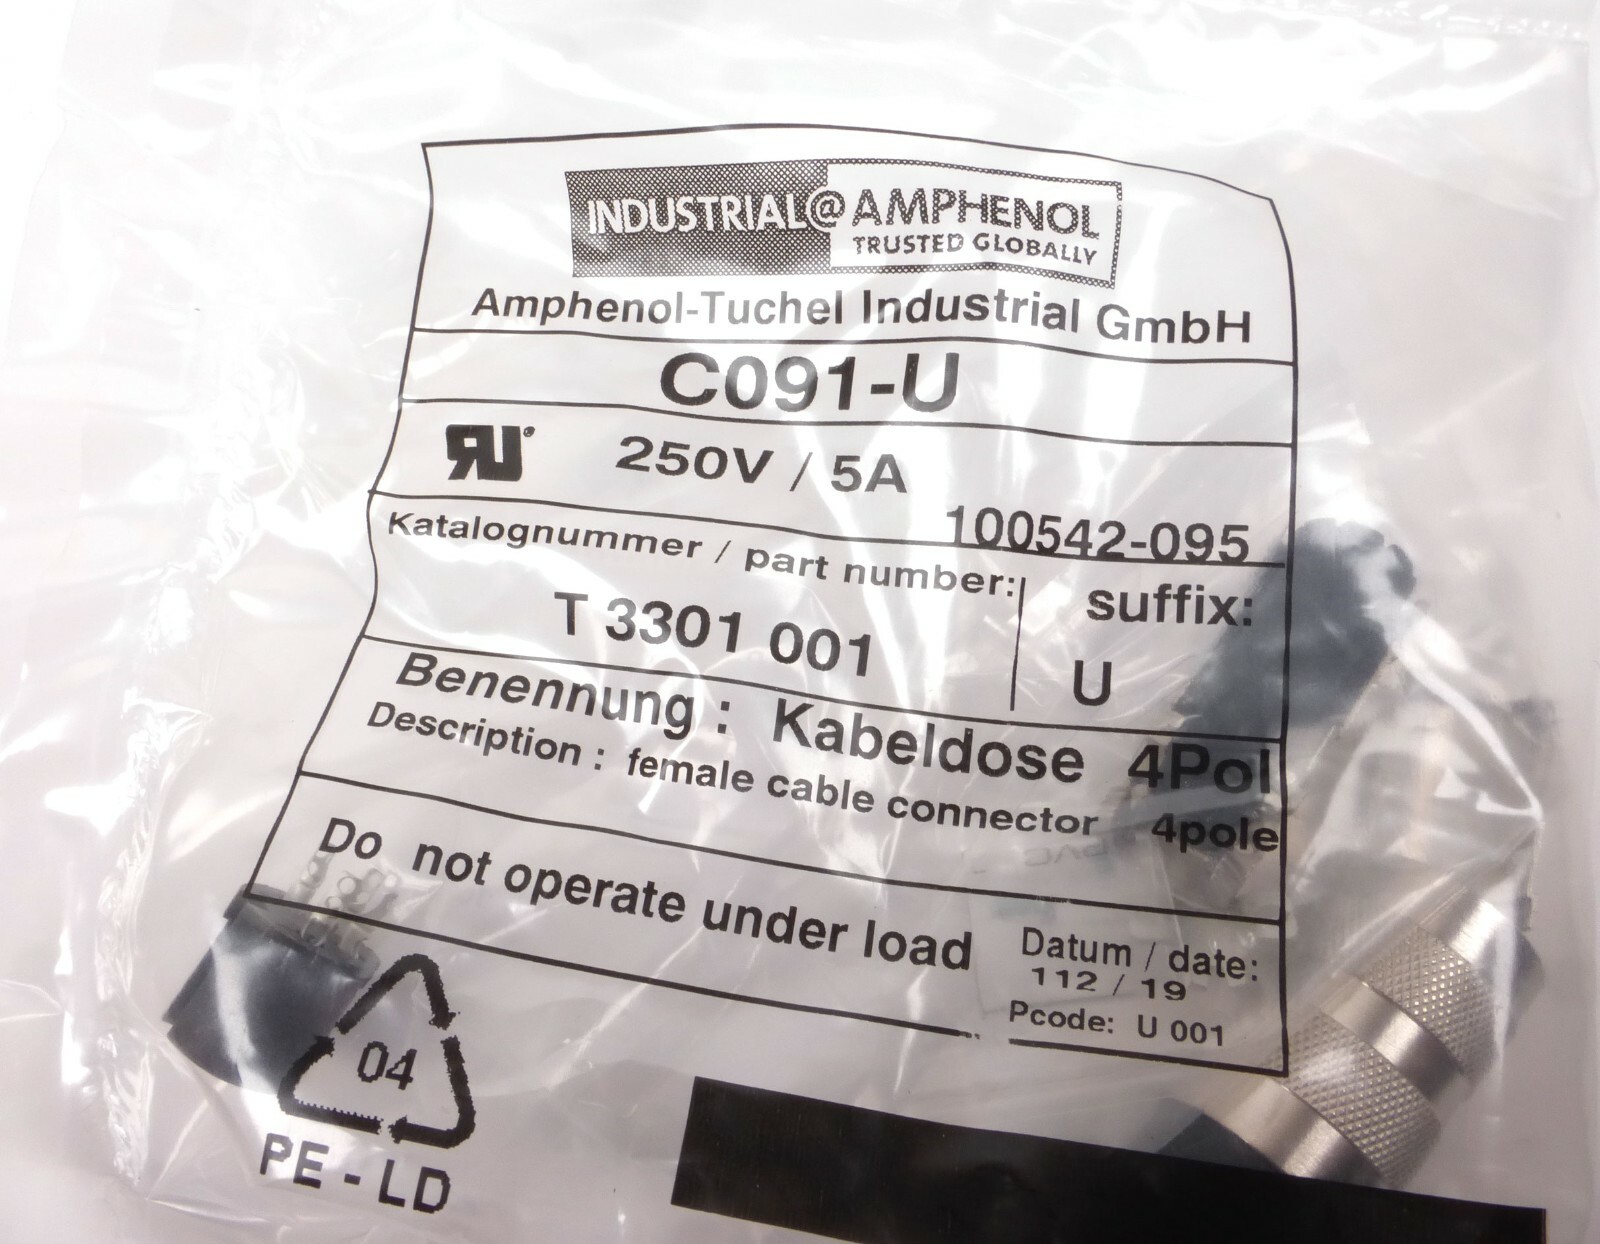 INDUSTRIAL@AMPHENOL
TRUSTED GLOBALLY
Amphenol-Tuchel Industrial GmbH
C091-U
RU 250V / 5A
100542-095
Katalognummer / part number:
T 3301 001
suffix:
U
Benennung : Kabeldose 4Pol
Description : female cable connector 4pole
Do not operate under load
Datum / date:
112 / 19
Pcode: U 001
04
PE-LD